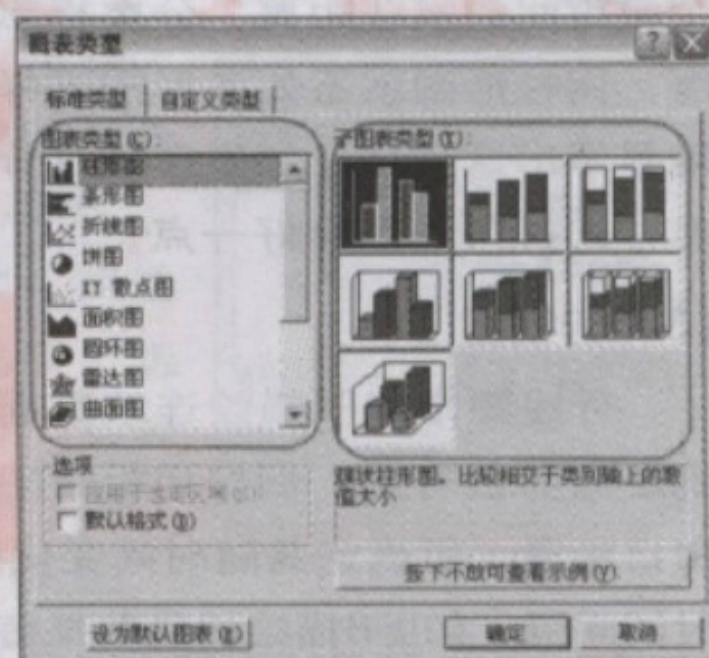 图表类型
标准类型 自定义类型
图表类型(C):
柱形图
条形图
折线图
饼图
XY 散点图
面积图
圆环图
雷达图
曲面图
子图表类型(T):
选项
默认格式(D)
簇状柱形图。比较相交于类别轴上的数
值大小
按下不放可查看示例(V)
设为默认图表(E)
确定
取消